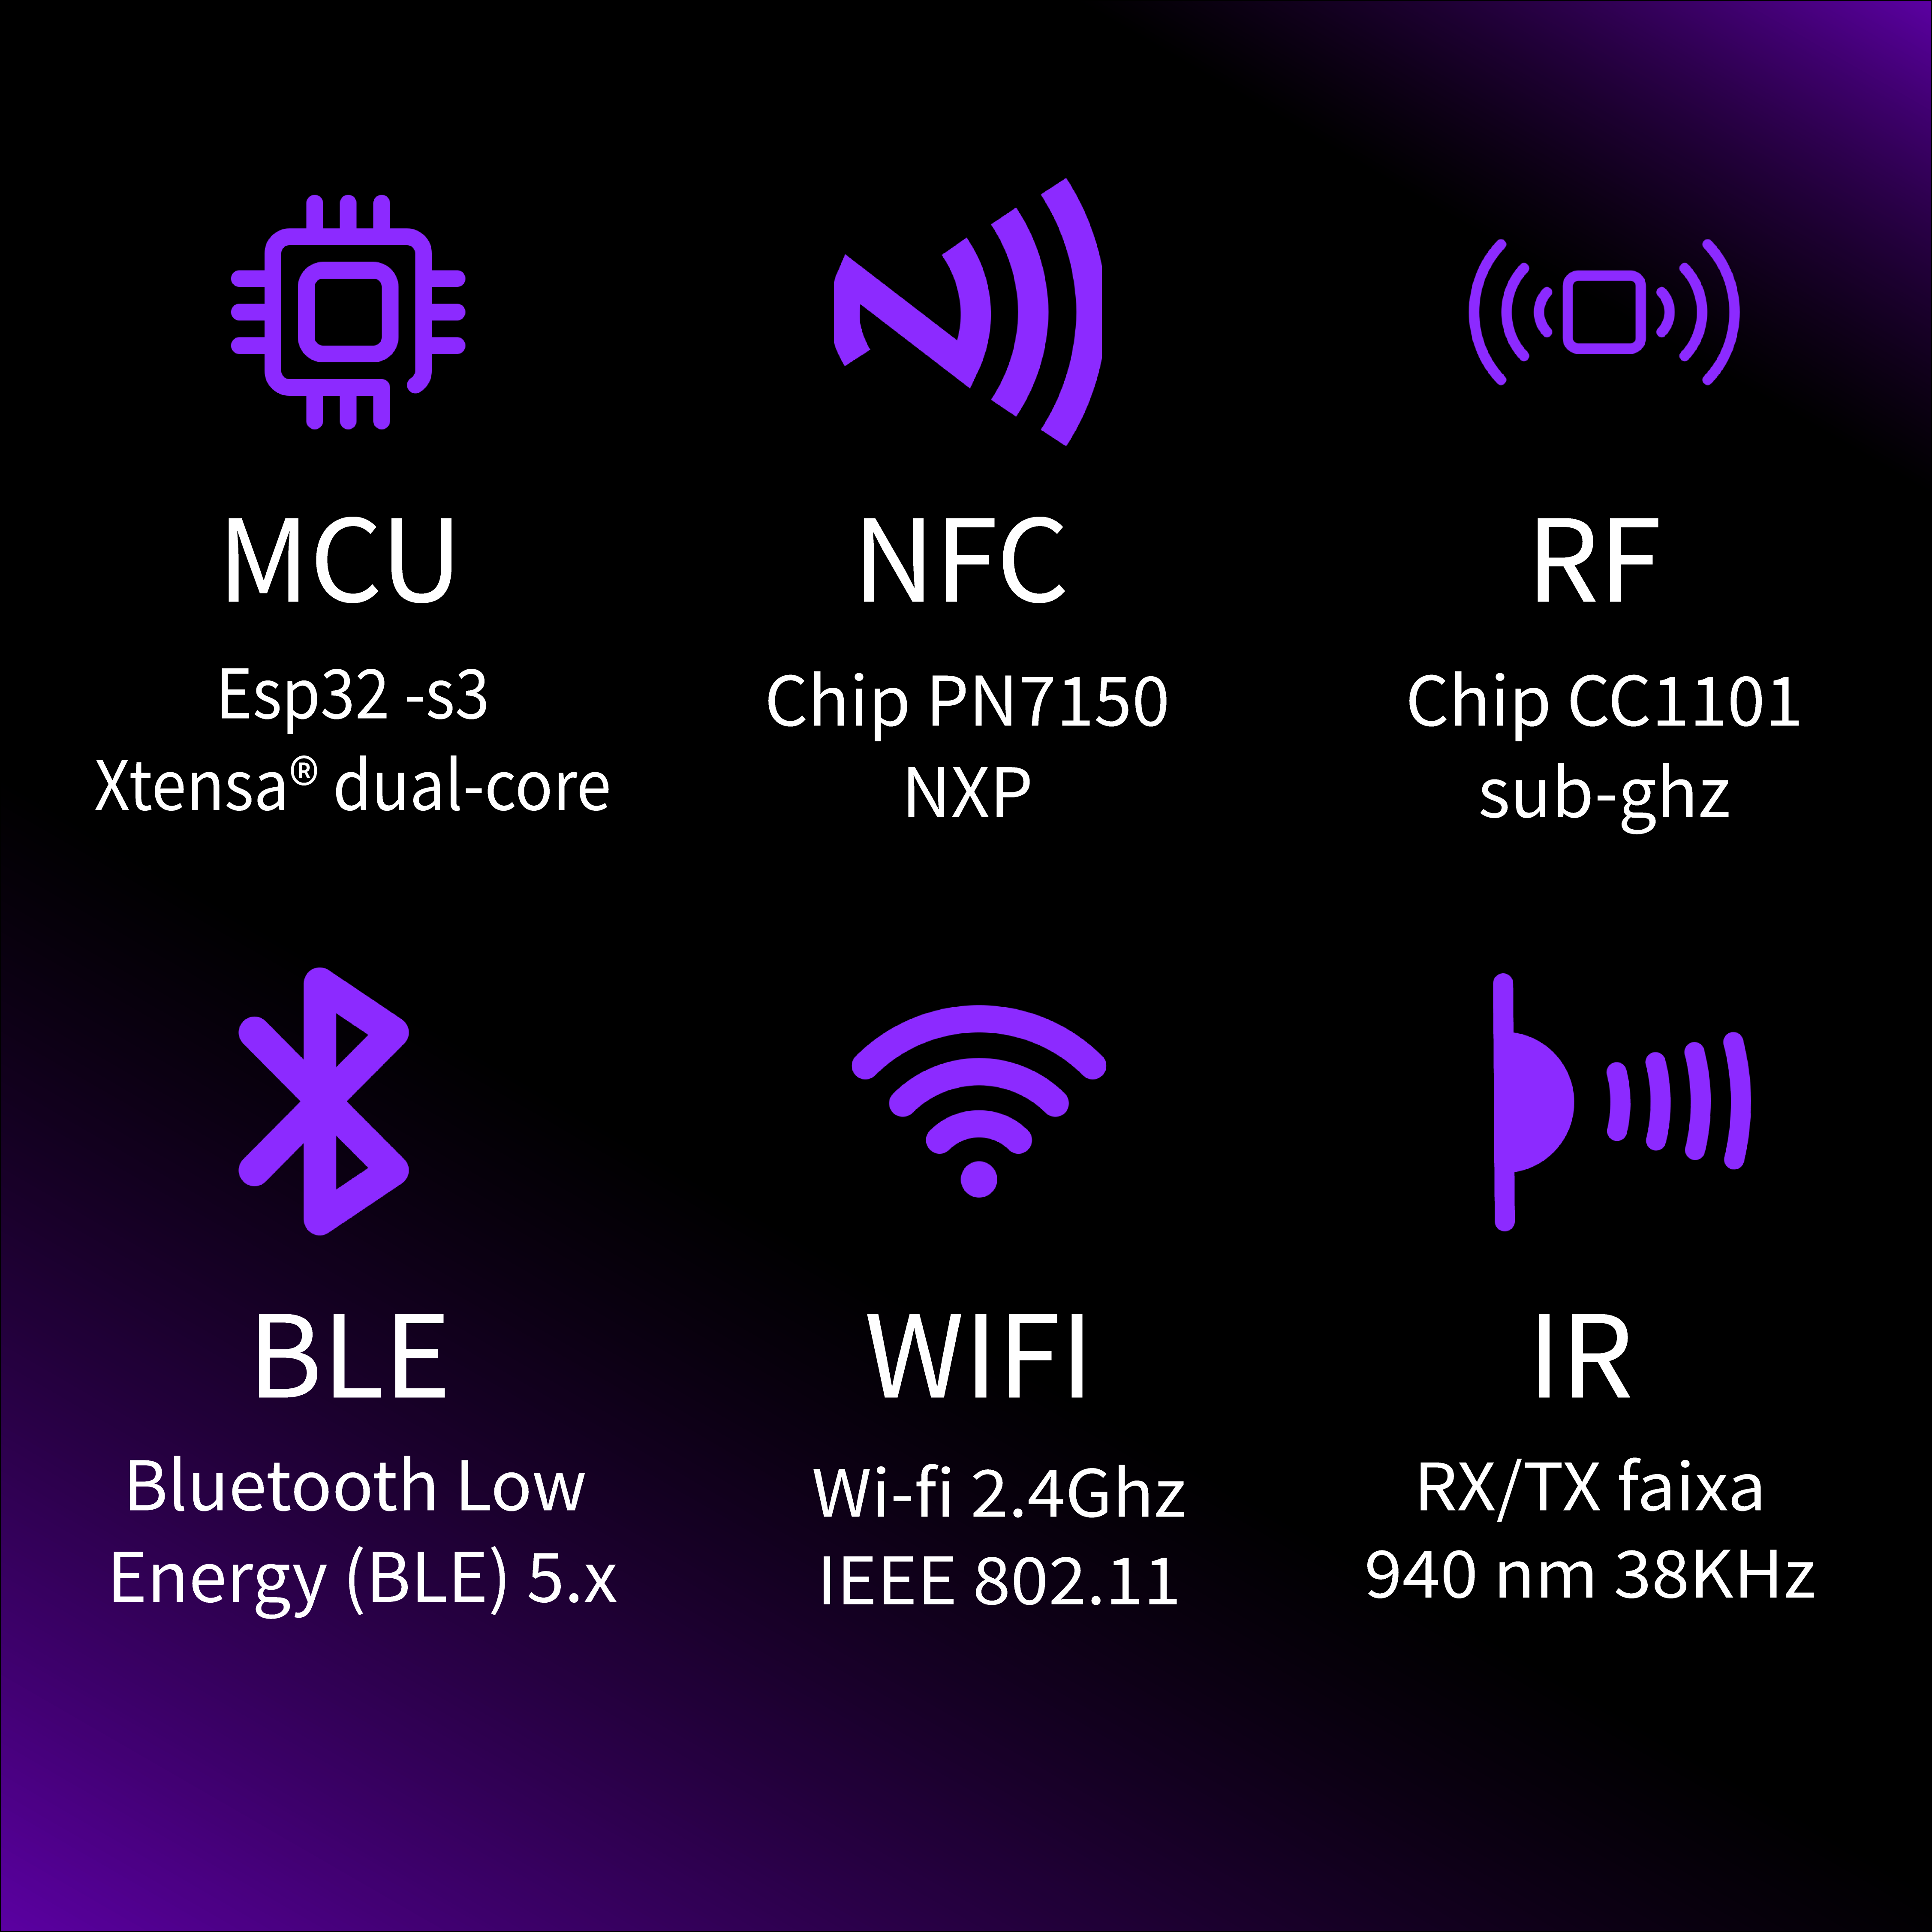 MCU
Esp32 -s3
Xtensa® dual-core
NFC
Chip PN7150
NXP
RF
Chip CC1101
sub-ghz
BLE
Bluetooth Low
Energy (BLE) 5.x
WIFI
Wi-fi 2.4Ghz
IEEE 802.11
IR
RX/TX faixa
940 nm 38KHz